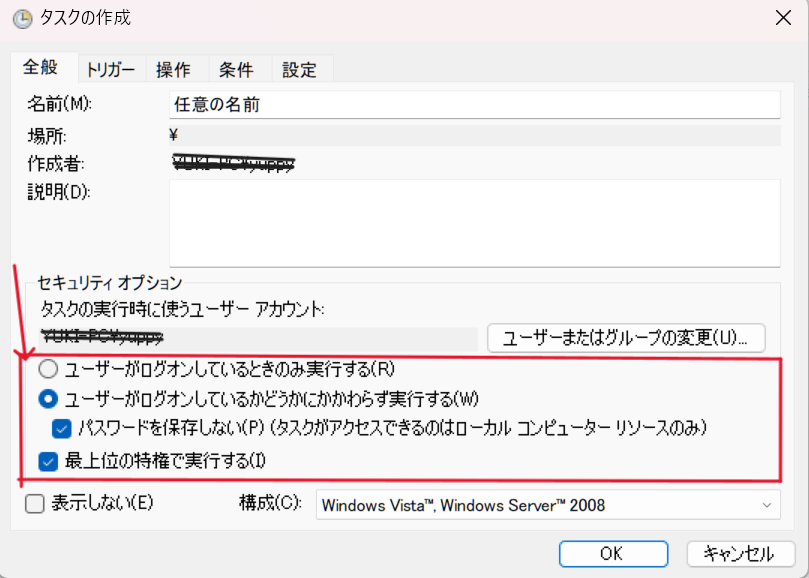 タスクの作成
全般 トリガー 操作 条件 設定
名前(M): 任意の名前
場所: ¥
作成者:
説明(D):
セキュリティ オプション
タスクの実行時に使うユーザー アカウント:
ユーザーまたはグループの変更(U)...
ユーザーがログオンしているときのみ実行する(R)
ユーザーがログオンしているかどうかにかかわらず実行する(W)
パスワードを保存しない(P) (タスクがアクセスできるのはローカル コンピューター リソースのみ)
最上位の特権で実行する(I)
表示しない(E) 構成(C): Windows Vista™, Windows Server™ 2008
OK キャンセル